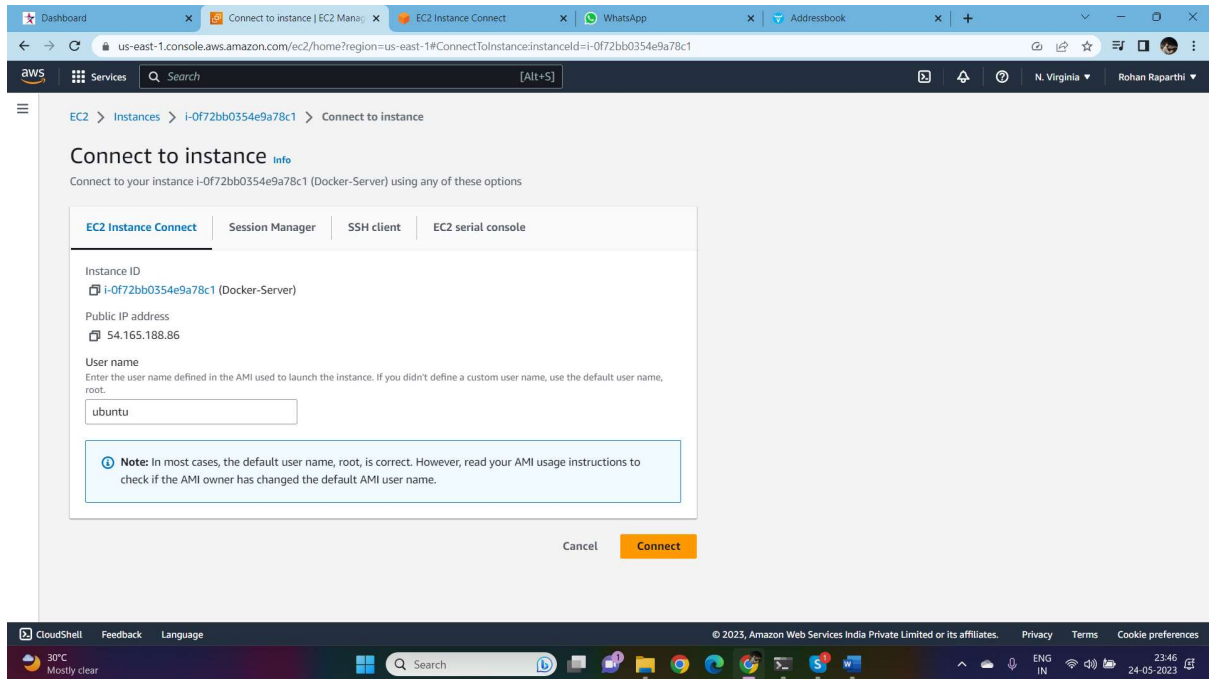 Dashboard
Connect to instance | EC2 Manag
EC2 Instance Connect
WhatsApp
Addressbook
us-east-1.console.aws.amazon.com/ec2/home?region=us-east-1#ConnectToInstance:instanceId=i-0f72bb0354e9a78c1
aws
Services
Search
[Alt+S]
N. Virginia
Rohan Raparthi
EC2 > Instances > i-0f72bb0354e9a78c1 > Connect to instance
Connect to instance Info
Connect to your instance i-0f72bb0354e9a78c1 (Docker-Server) using any of these options
EC2 Instance Connect
Session Manager
SSH client
EC2 serial console
Instance ID
i-0f72bb0354e9a78c1 (Docker-Server)
Public IP address
54.165.188.86
User name
Enter the user name defined in the AMI used to launch the instance. If you didn't define a custom user name, use the default user name,
root.
ubuntu
Note: In most cases, the default user name, root, is correct. However, read your AMI usage instructions to
check if the AMI owner has changed the default AMI user name.
Cancel
Connect
CloudShell
Feedback
Language
© 2023, Amazon Web Services India Private Limited or its affiliates.
Privacy
Terms
Cookie preferences
30°C
Mostly clear
Search
ENG
IN
23:46
24-05-2023